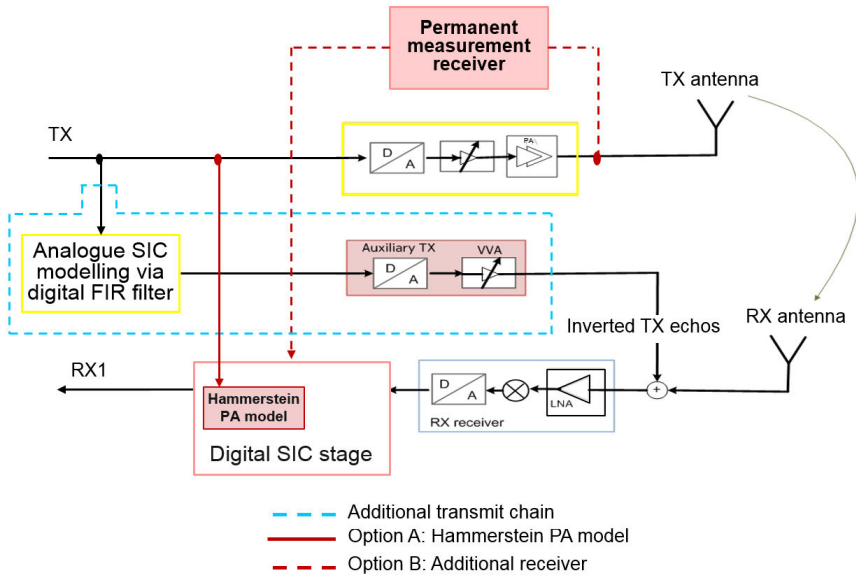 Permanent
measurement
receiver
TX antenna
TX
D
A
PA
Analogue SIC
modelling via
digital FIR filter
Auxiliary TX
VVA
D
A
Inverted TX echos
RX antenna
RX1
Hammerstein
PA model
Digital SIC stage
D
A
LNA
RX receiver
+
Additional transmit chain
Option A: Hammerstein PA model
Option B: Additional receiver